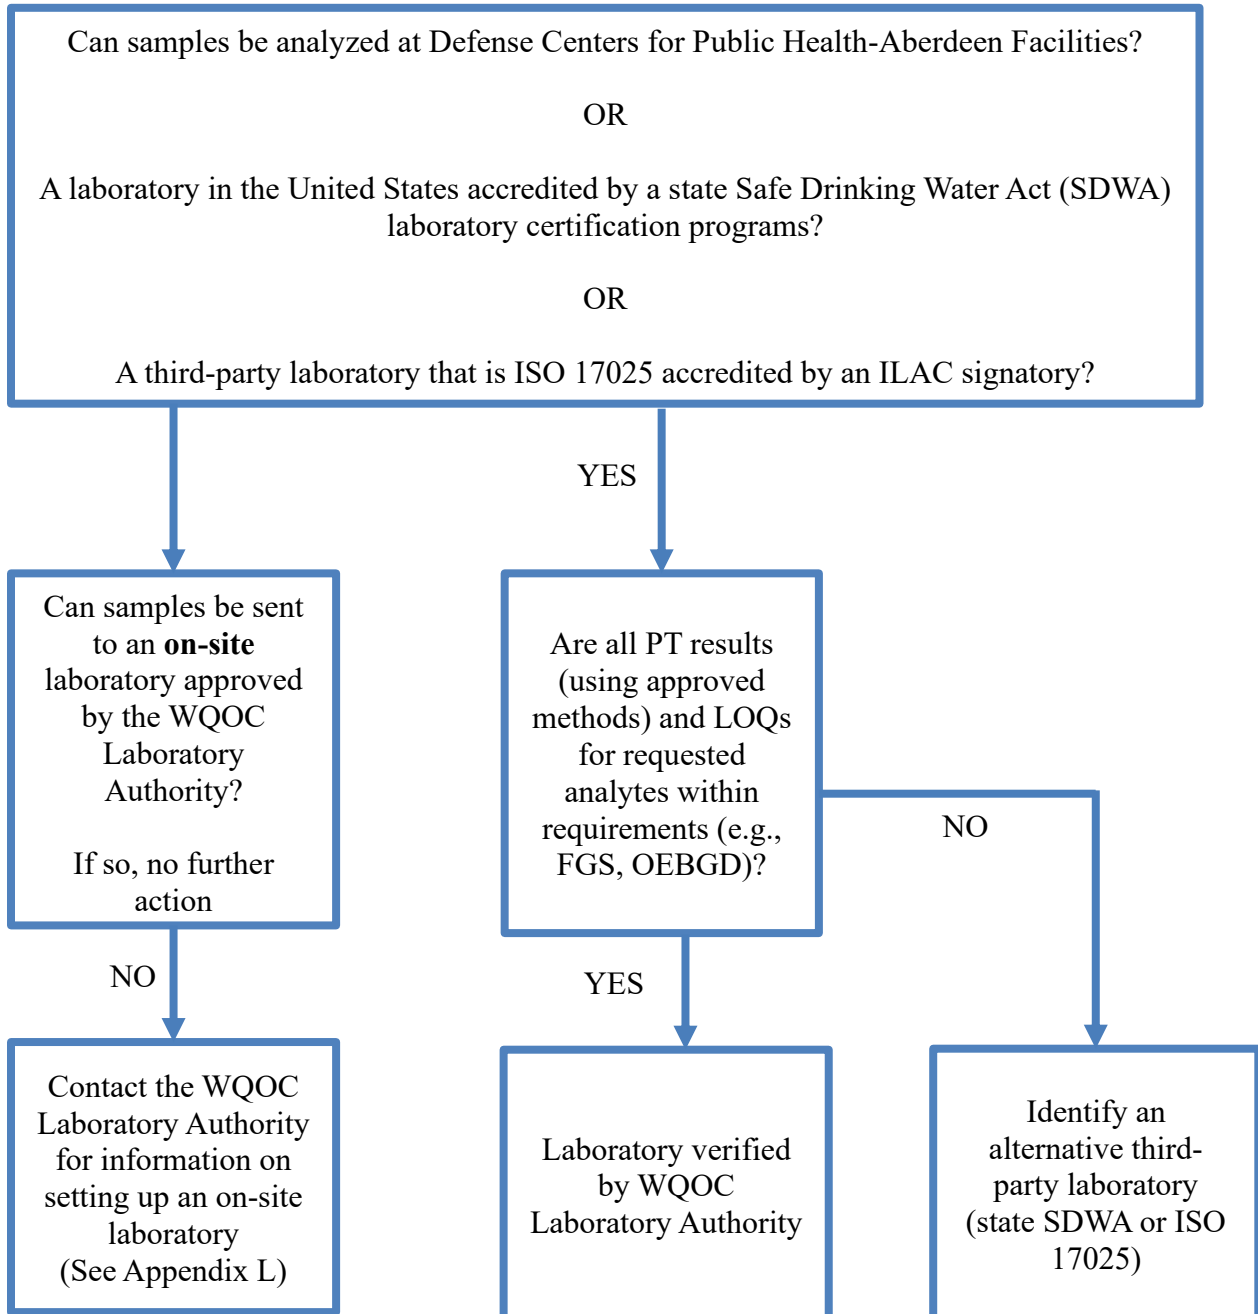 Can samples be analyzed at Defense Centers for Public Health-Aberdeen Facilities?
OR
A laboratory in the United States accredited by a state Safe Drinking Water Act (SDWA)
laboratory certification programs?
OR
A third-party laboratory that is ISO 17025 accredited by an ILAC signatory?
YES
Can samples be sent
to an on-site
laboratory approved
by the WQOC
Laboratory
Authority?
If so, no further
action
Are all PT results
(using approved
methods) and LOQs
for requested
analytes within
requirements (e.g.,
FGS, OEBGD)?
NO
NO
YES
Contact the WQOC
Laboratory Authority
for information on
setting up an on-site
laboratory
(See Appendix L)
Laboratory verified
by WQOC
Laboratory Authority
Identify an
alternative third-
party laboratory
(state SDWA or ISO
17025)